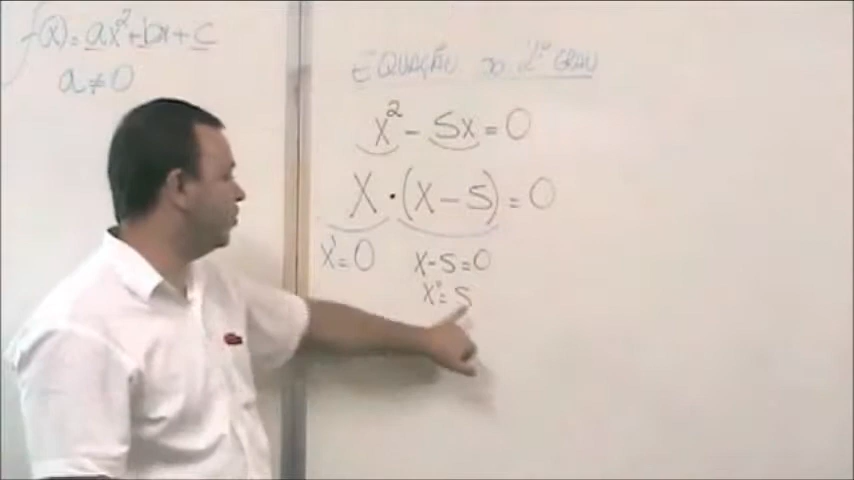 f(x) = ax² + bx + c
a ≠ 0
EQUAÇÃO DO 2º GRAU
x² - 5x = 0
x · (x - 5) = 0
x' = 0 x - 5 = 0
x" = 5